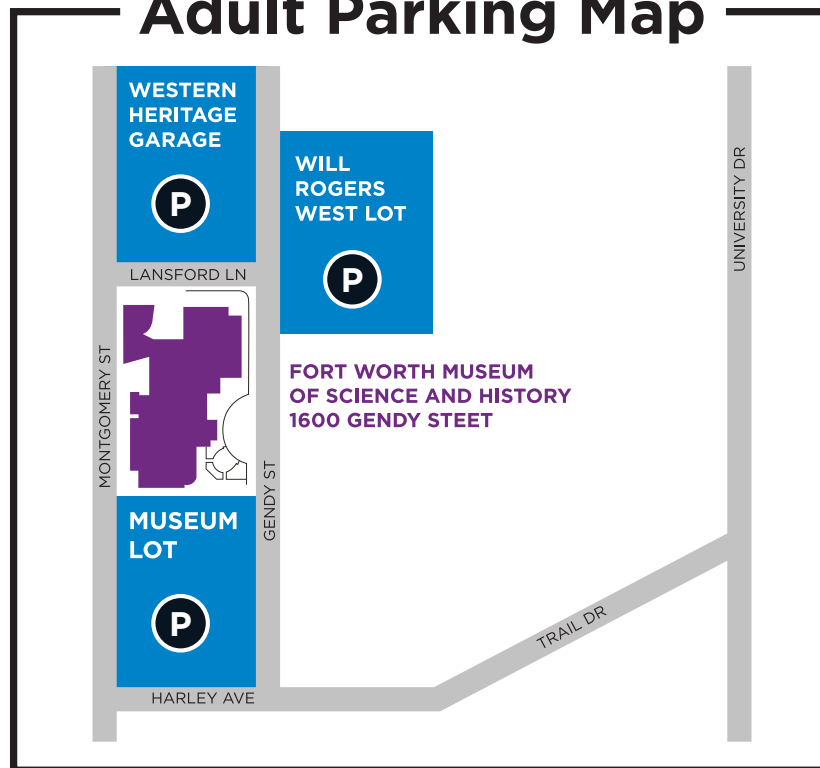 Adult Parking Map
WESTERN
HERITAGE
GARAGE
P
WILL
ROGERS
WEST LOT
P
UNIVERSITY DR
LANSFORD LN
MONTGOMERY ST
FORT WORTH MUSEUM
OF SCIENCE AND HISTORY
1600 GENDY STEET
GENDY ST
MUSEUM
LOT
P
TRAIL DR
HARLEY AVE